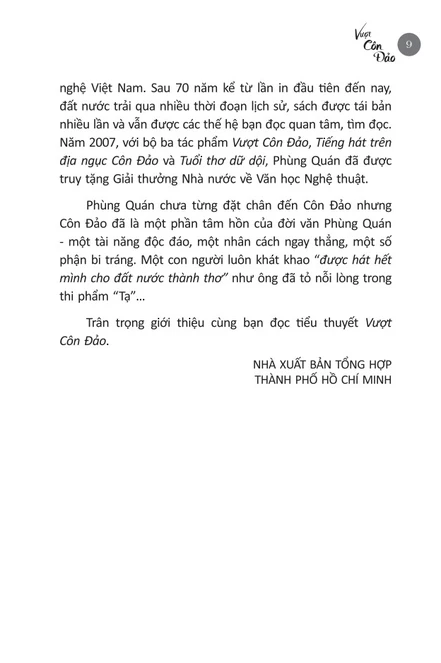 Vượt
Côn
Đảo
9
nghệ Việt Nam. Sau 70 năm kể từ lần in đầu tiên đến nay,
đất nước trải qua nhiều thời đoạn lịch sử, sách được tái bản
nhiều lần và vẫn được các thế hệ bạn đọc quan tâm, tìm đọc.
Năm 2007, với bộ ba tác phẩm Vượt Côn Đảo, Tiếng hát trên
địa ngục Côn Đảo và Tuổi thơ dữ dội, Phùng Quán đã được
truy tặng Giải thưởng Nhà nước về Văn học Nghệ thuật.
Phùng Quán chưa từng đặt chân đến Côn Đảo nhưng
Côn Đảo đã là một phần tâm hồn của đời văn Phùng Quán
- một tài năng độc đáo, một nhân cách ngay thẳng, một số
phận bi tráng. Một con người luôn khát khao “được hát hết
mình cho đất nước thành thơ” như ông đã tỏ nỗi lòng trong
thi phẩm “Tạ”...
Trân trọng giới thiệu cùng bạn đọc tiểu thuyết Vượt
Côn Đảo.
NHÀ XUẤT BẢN TỔNG HỢP
THÀNH PHỐ HỒ CHÍ MINH